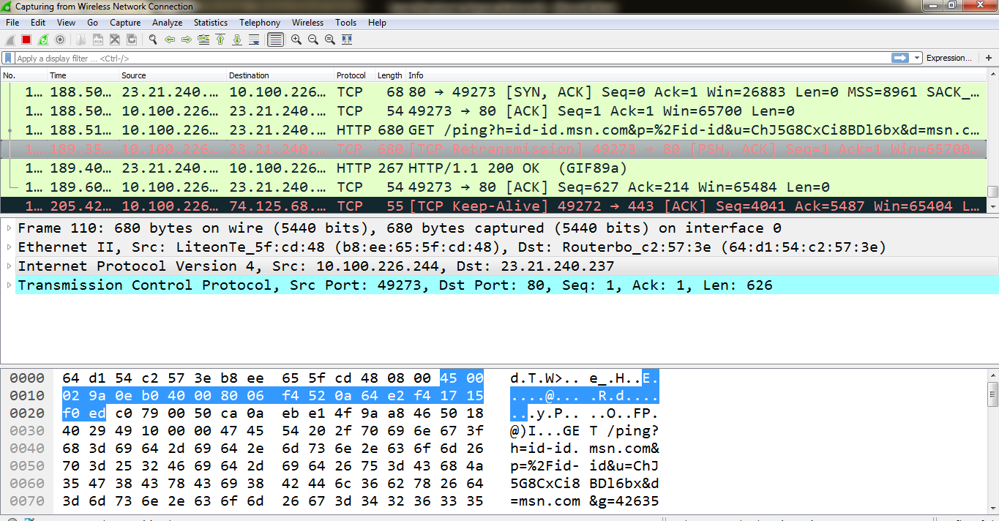 Capturing from Wireless Network Connection
File Edit View Go Capture Analyze Statistics Telephony Wireless Tools Help
Apply a display filter ... <Ctrl-/> Expression... +
No. Time Source Destination Protocol Length Info
1… 188.50… 23.21.240.… 10.100.226… TCP 68 80 → 49273 [SYN, ACK] Seq=0 Ack=1 Win=26883 Len=0 MSS=8961 SACK_…
1… 188.50… 10.100.226… 23.21.240.… TCP 54 49273 → 80 [ACK] Seq=1 Ack=1 Win=65700 Len=0
1… 188.51… 10.100.226… 23.21.240.… HTTP 680 GET /ping?h=id-id.msn.com&p=%2Fid-id&u=ChJ5G8CxCi8BDl6bx&d=msn.c…
1… 189.35… 10.100.226… 23.21.240.… TCP 680 [TCP Retransmission] 49273 → 80 [PSH, ACK] Seq=1 Ack=1 Win=65700…
1… 189.40… 23.21.240.… 10.100.226… HTTP 267 HTTP/1.1 200 OK (GIF89a)
1… 189.60… 10.100.226… 23.21.240.… TCP 54 49273 → 80 [ACK] Seq=627 Ack=214 Win=65484 Len=0
1… 205.42… 10.100.226… 74.125.68.… TCP 55 [TCP Keep-Alive] 49272 → 443 [ACK] Seq=4041 Ack=5487 Win=65404 L…
Frame 110: 680 bytes on wire (5440 bits), 680 bytes captured (5440 bits) on interface 0
Ethernet II, Src: LiteonTe_5f:cd:48 (b8:ee:65:5f:cd:48), Dst: Routerbo_c2:57:3e (64:d1:54:c2:57:3e)
Internet Protocol Version 4, Src: 10.100.226.244, Dst: 23.21.240.237
Transmission Control Protocol, Src Port: 49273, Dst Port: 80, Seq: 1, Ack: 1, Len: 626
0000 64 d1 54 c2 57 3e b8 ee 65 5f cd 48 08 00 45 00 d.T.W>.. e_.H..E.
0010 02 9a 0e b0 40 00 80 06 f4 52 0a 64 e2 f4 17 15 ....@... .R.d....
0020 f0 ed c0 79 00 50 ca 0a eb e1 4f 9a a8 46 50 18 ...y.P.. ..O..FP.
0030 40 29 49 10 00 00 47 45 54 20 2f 70 69 6e 67 3f @)I...GE T /ping?
0040 68 3d 69 64 2d 69 64 2e 6d 73 6e 2e 63 6f 6d 26 h=id-id. msn.com&
0050 70 3d 25 32 46 69 64 2d 69 64 26 75 3d 43 68 4a p=%2Fid- id&u=ChJ
0060 35 47 38 43 78 43 69 38 42 44 6c 36 62 78 26 64 5G8CxCi8 BDl6bx&d
0070 3d 6d 73 6e 2e 63 6f 6d 26 67 3d 34 32 36 33 35 =msn.com &g=42635